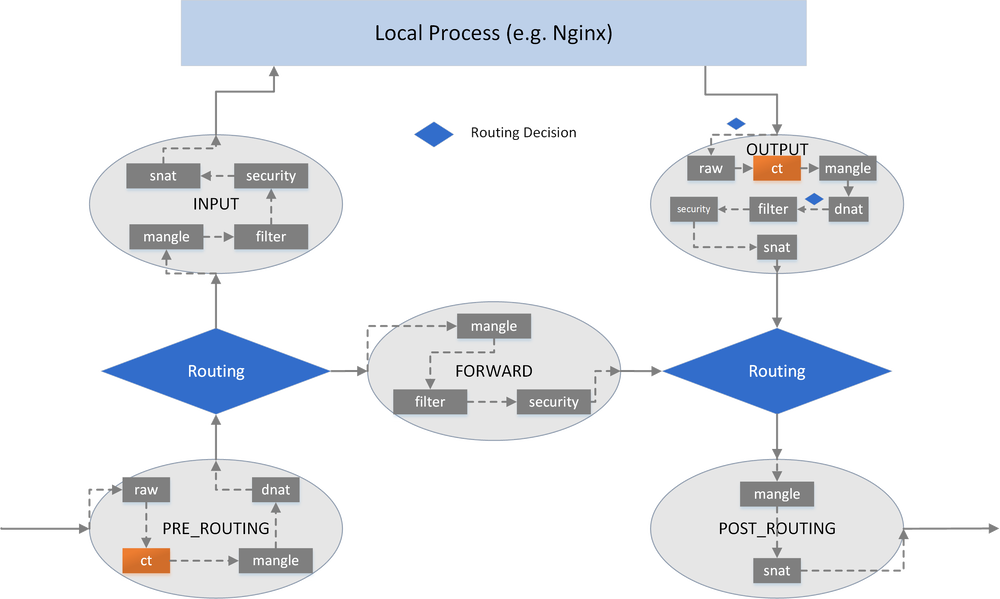 Local Process (e.g. Nginx)
Routing Decision
snat
security
INPUT
mangle
filter
OUTPUT
raw
ct
mangle
security
filter
dnat
snat
Routing
mangle
FORWARD
filter
security
Routing
raw
dnat
PRE_ROUTING
ct
mangle
mangle
POST_ROUTING
snat